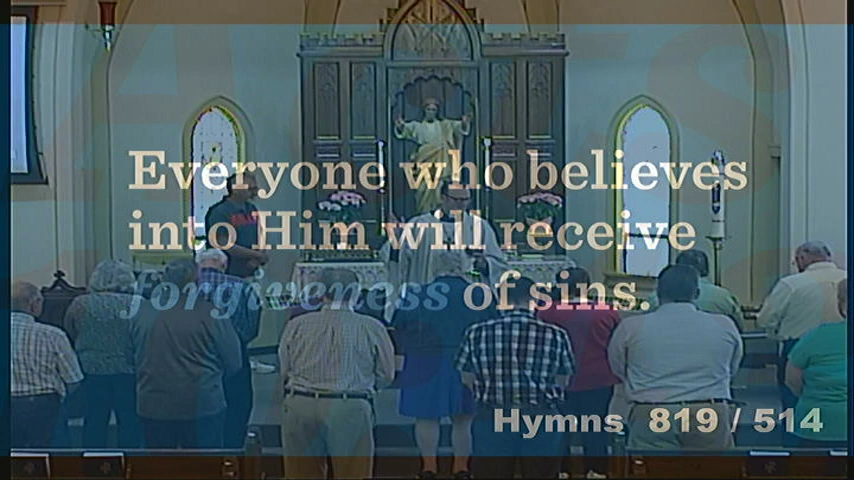 Everyone who believes
into Him will receive
forgiveness of sins.
Hymns 819 / 514